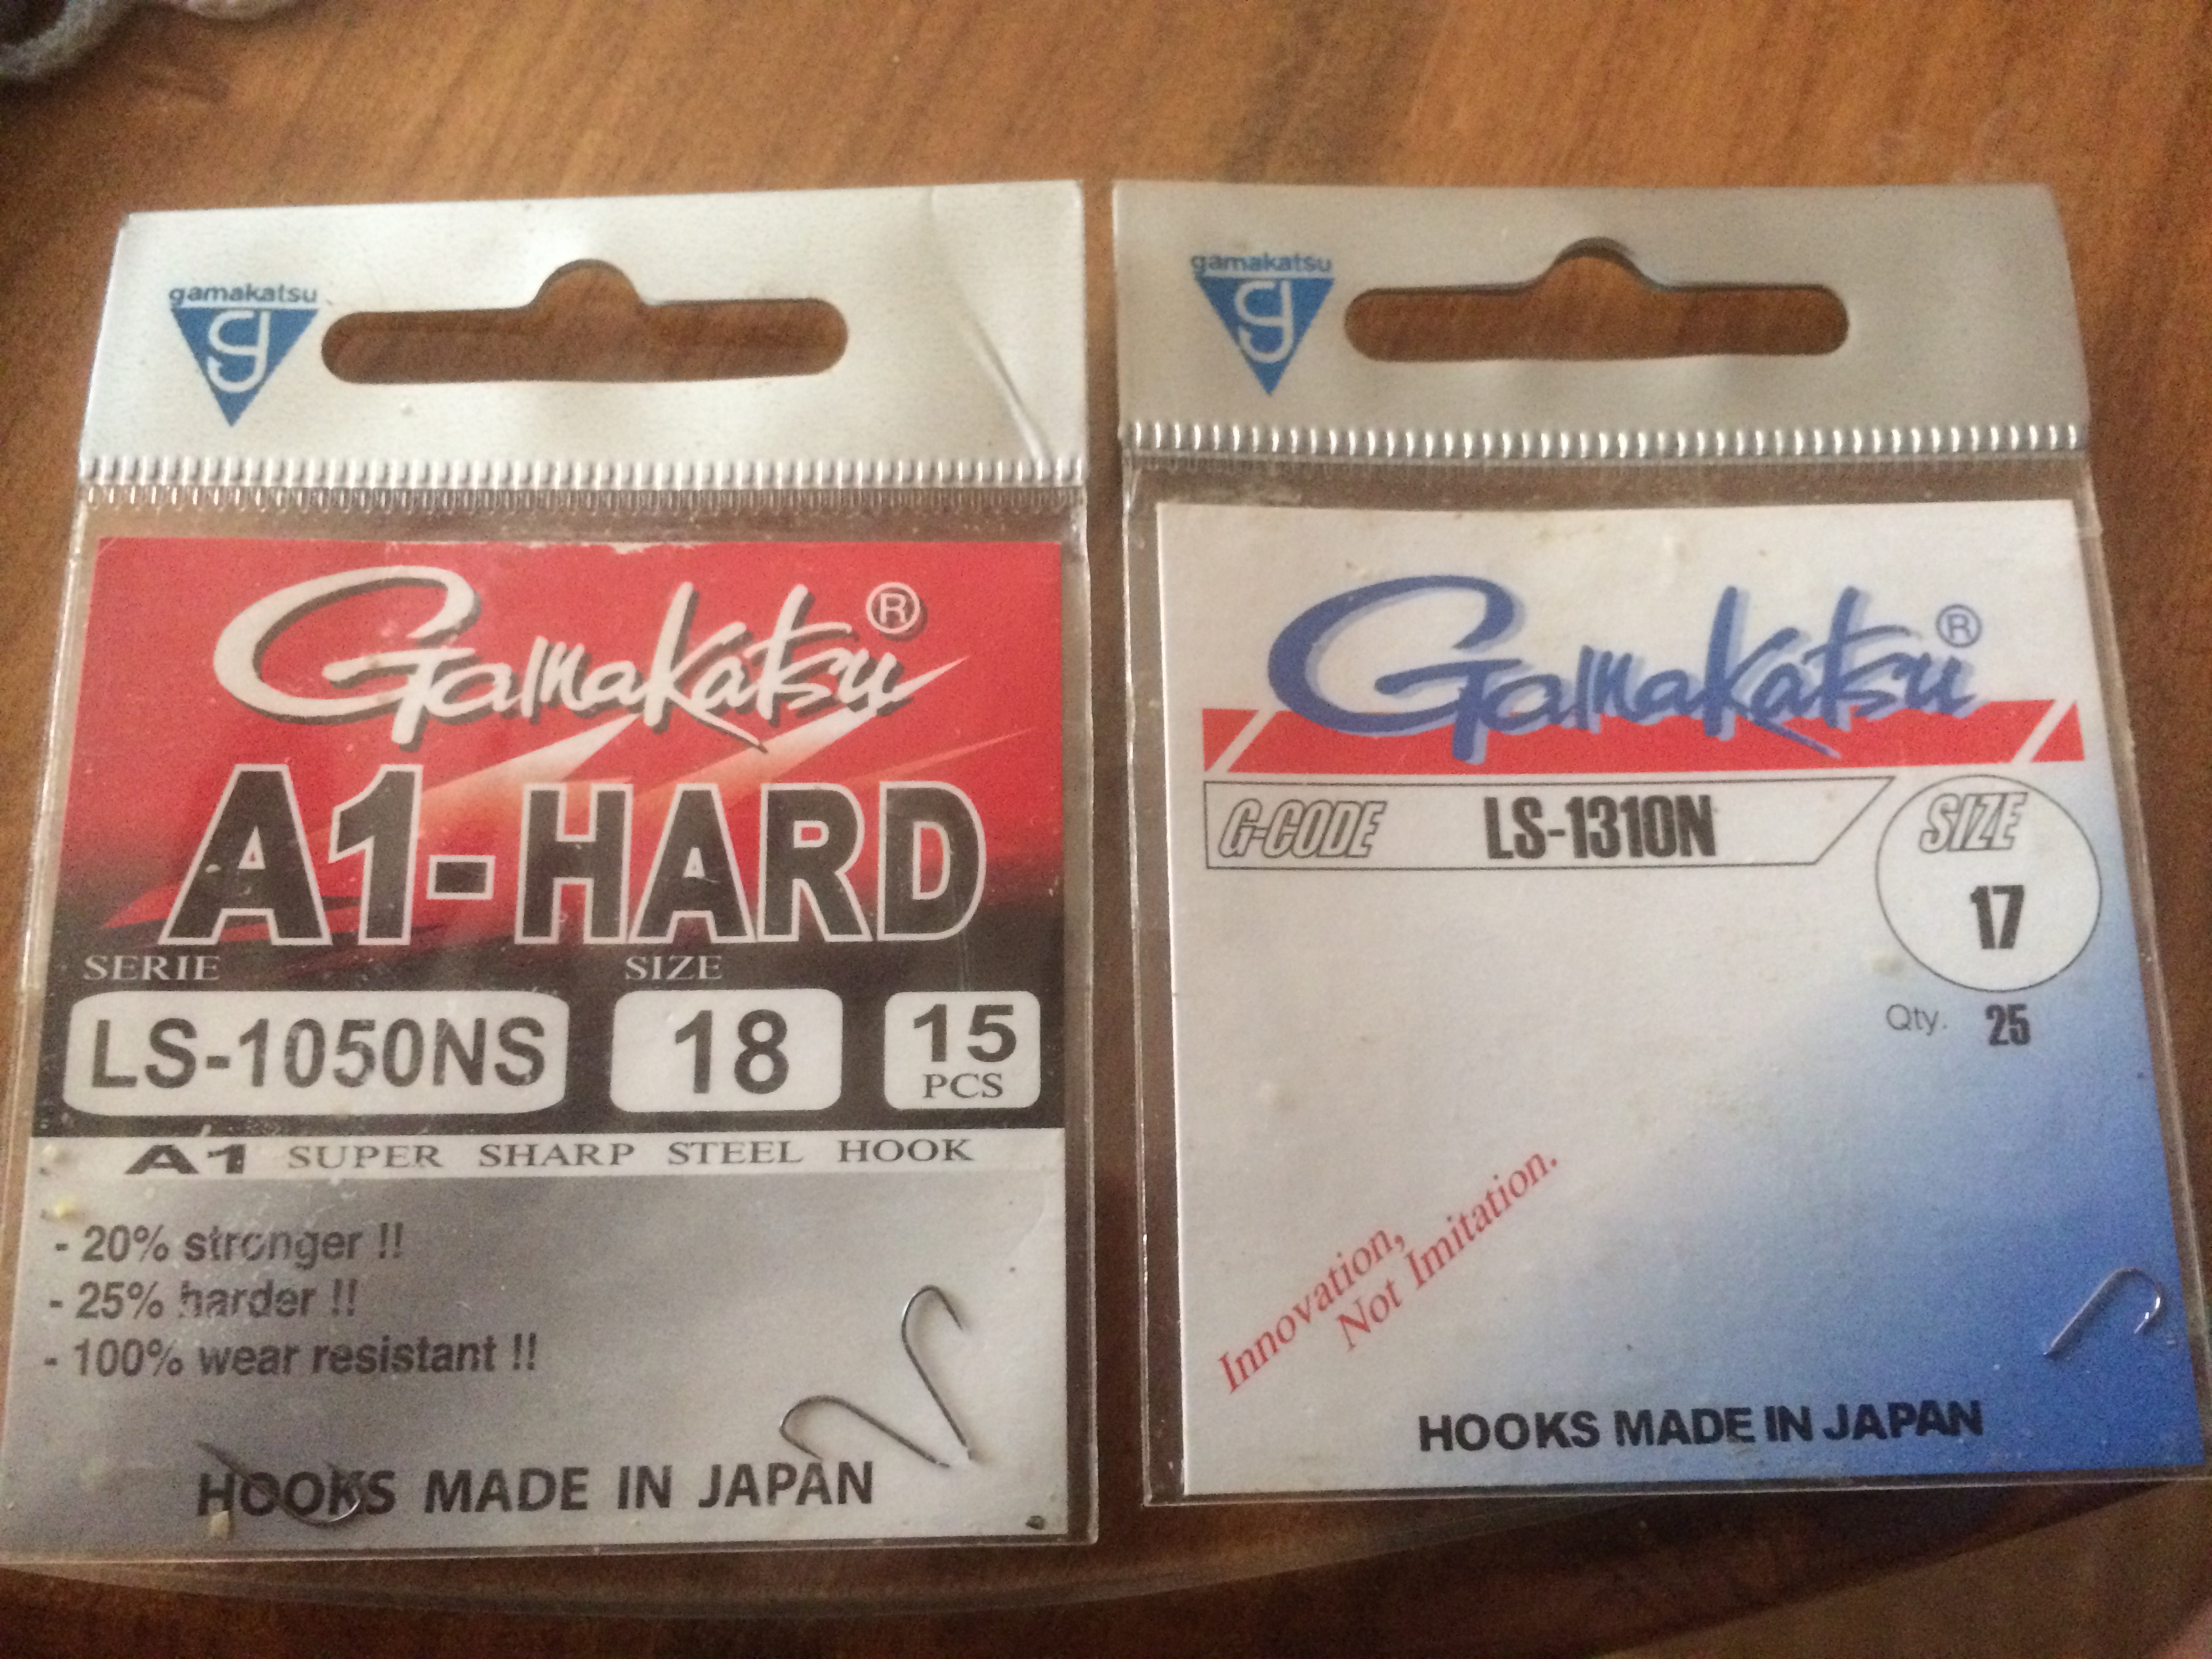 gamakatsu
g
Gamakatsu®
A1-HARD
SERIE SIZE
LS-1050NS 18 15
PCS
A1 SUPER SHARP STEEL HOOK
- 20% stronger !!
- 25% harder !!
- 100% wear resistant !!
HOOKS MADE IN JAPAN
gamakatsu
g
Gamakatsu®
G-CODE LS-1310N
SIZE
17
Qty. 25
Innovation,
Not Imitation.
HOOKS MADE IN JAPAN